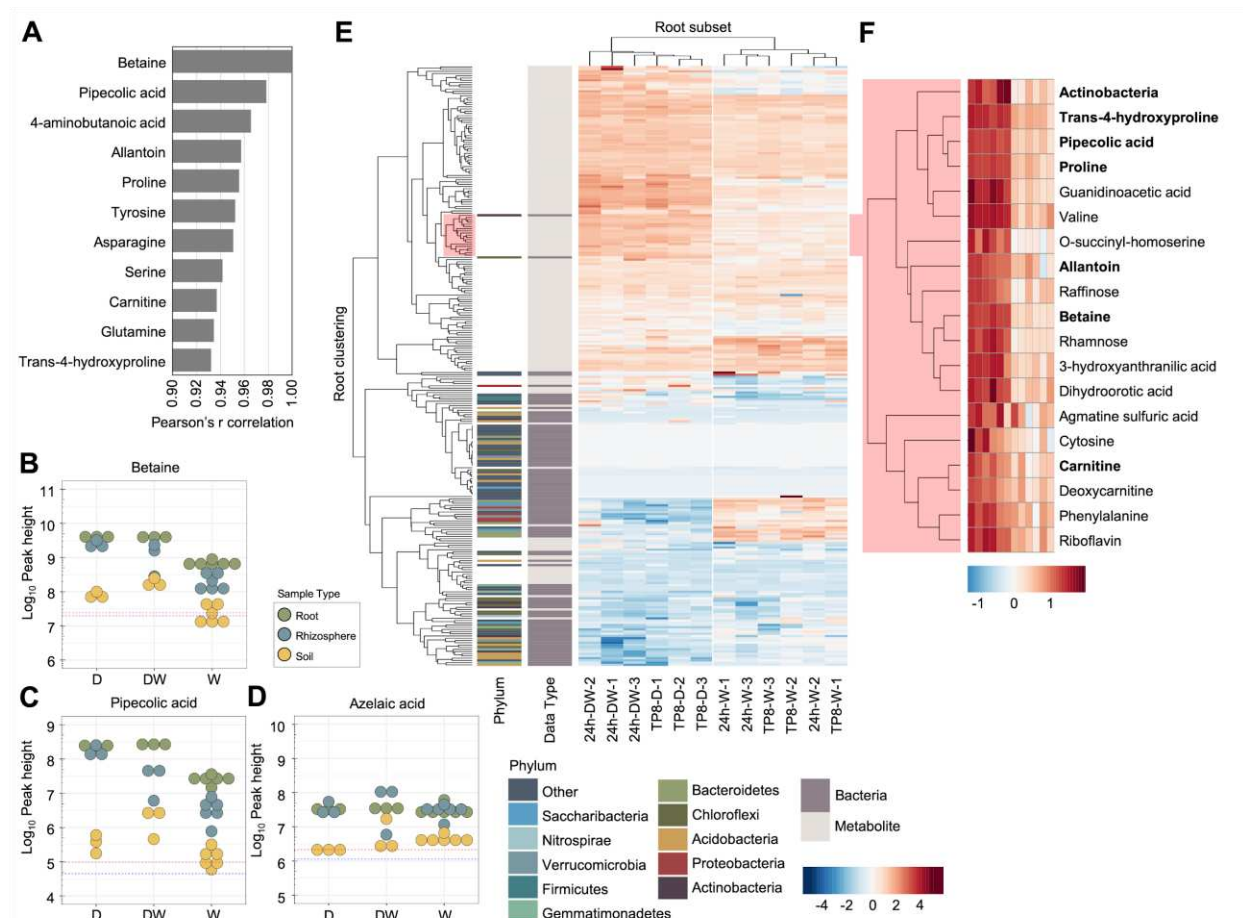 A
Betaine
Pipecolic acid
4-aminobutanoic acid
Allantoin
Proline
Tyrosine
Asparagine
Serine
Carnitine
Glutamine
Trans-4-hydroxyproline
0.90
0.92
0.94
0.96
0.98
1.00
Pearson's r correlation
B
Betaine
Log10 Peak height
11
10
9
8
7
6
D
DW
W
Sample Type
Root
Rhizosphere
Soil
C
Pipecolic acid
Log10 Peak height
9
8
7
6
5
4
D
DW
W
D
Azelaic acid
Log10 Peak height
10
9
8
7
6
5
D
DW
W
E
Root subset
Root clustering
Phylum
Data Type
24h-DW-2
24h-DW-1
24h-DW-3
TP8-D-1
TP8-D-2
TP8-D-3
24h-W-1
24h-W-3
TP8-W-3
TP8-W-2
24h-W-2
TP8-W-1
Phylum
Other
Saccharibacteria
Nitrospirae
Verrucomicrobia
Firmicutes
Gemmatimonadetes
Bacteroidetes
Chloroflexi
Acidobacteria
Proteobacteria
Actinobacteria
Bacteria
Metabolite
-4 -2 0 2 4
F
Actinobacteria
Trans-4-hydroxyproline
Pipecolic acid
Proline
Guanidinoacetic acid
Valine
O-succinyl-homoserine
Allantoin
Raffinose
Betaine
Rhamnose
3-hydroxyanthranilic acid
Dihydroorotic acid
Agmatine sulfuric acid
Cytosine
Carnitine
Deoxycarnitine
Phenylalanine
Riboflavin
-1 0 1